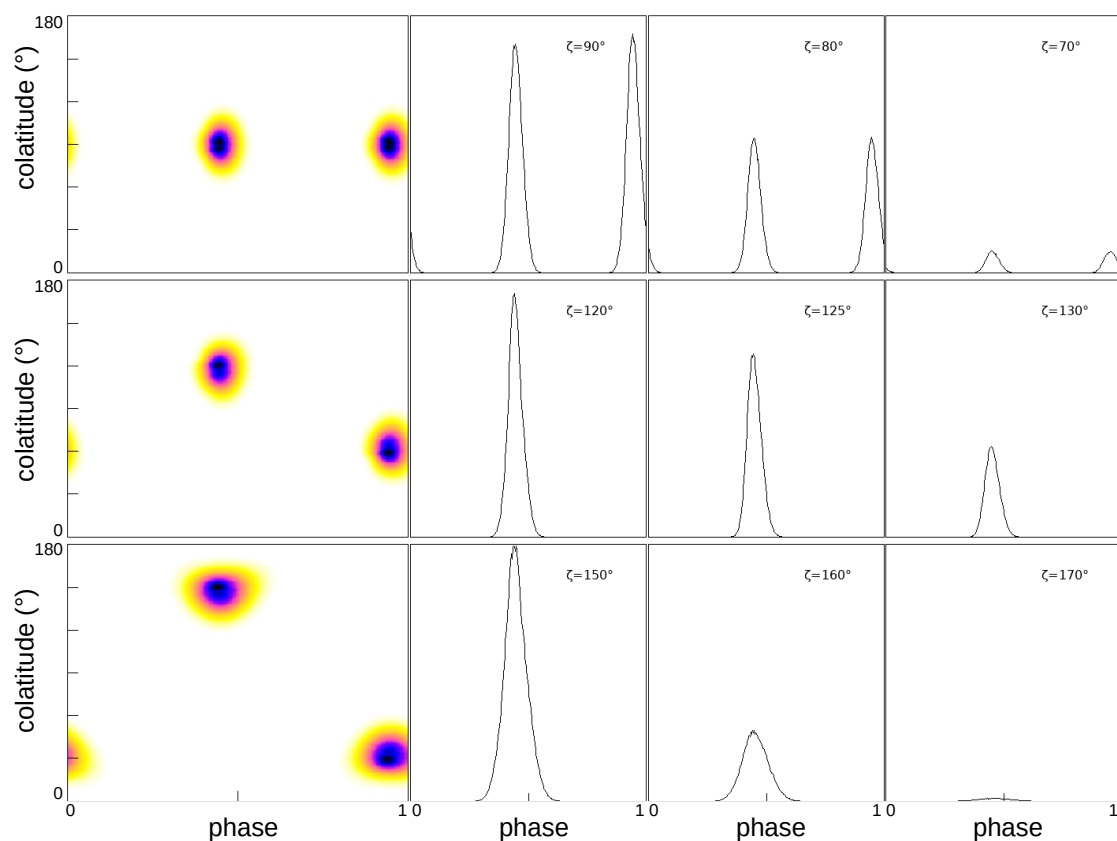 180
colatitude (°)
0
ζ=90°
ζ=80°
ζ=70°
180
colatitude (°)
0
ζ=120°
ζ=125°
ζ=130°
180
colatitude (°)
0
ζ=150°
ζ=160°
ζ=170°
0 1 0 1 0 1 0 1
phase phase phase phase